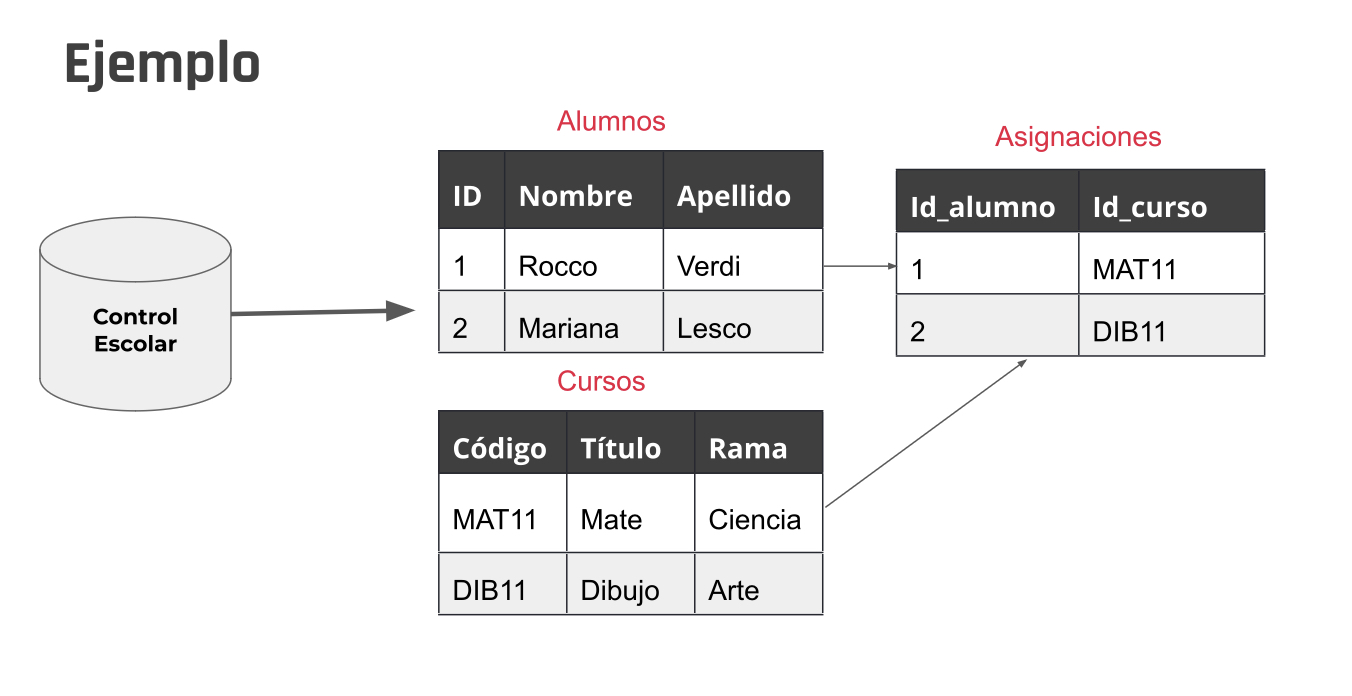 Ejemplo
Control
Escolar
Alumnos
ID Nombre Apellido
1 Rocco Verdi
2 Mariana Lesco
Cursos
Código Título Rama
MAT11 Mate Ciencia
DIB11 Dibujo Arte
Asignaciones
Id_alumno Id_curso
1 MAT11
2 DIB11